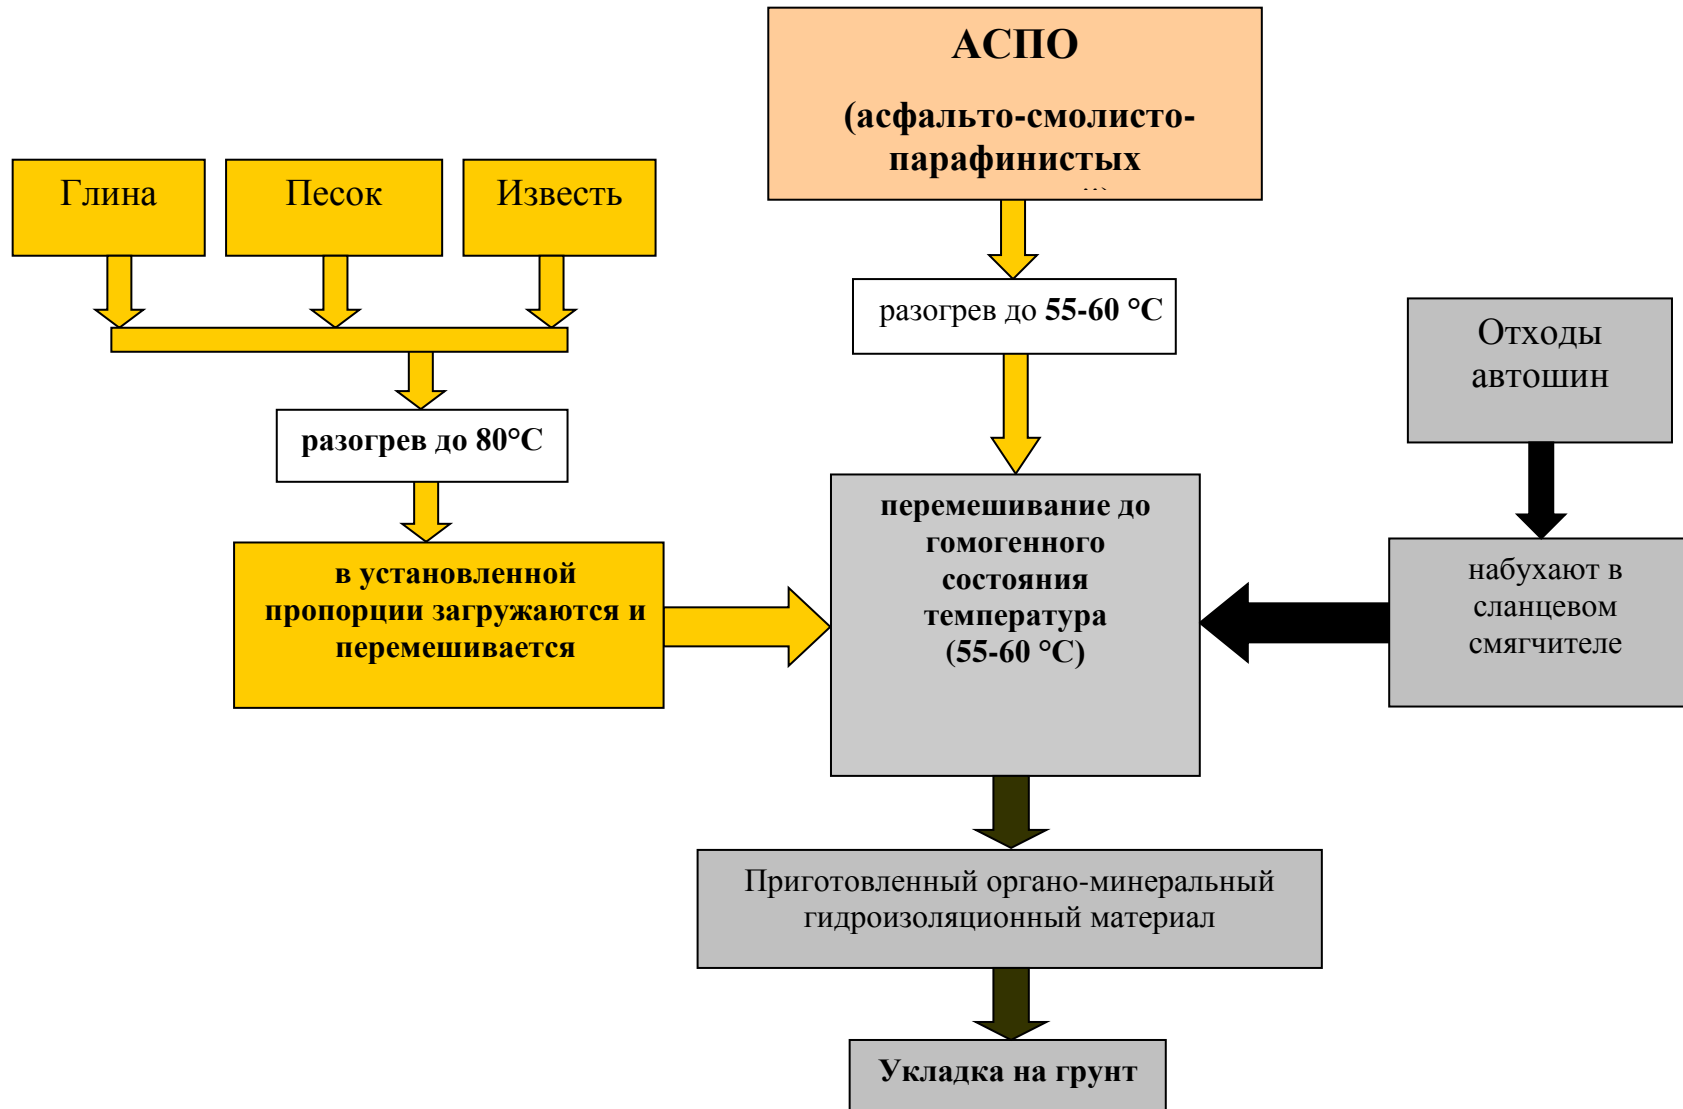 АСПО
(асфальто-смолисто-
парафинистых
Глина
Песок
Известь
разогрев до 55-60 °С
Отходы
автошин
разогрев до 80°С
перемешивание до
гомогенного
состояния
температура
(55-60 °С)
в установленной
пропорции загружаются и
перемешивается
набухают в
сланцевом
смягчителе
Приготовленный органо-минеральный
гидроизоляционный материал
Укладка на грунт